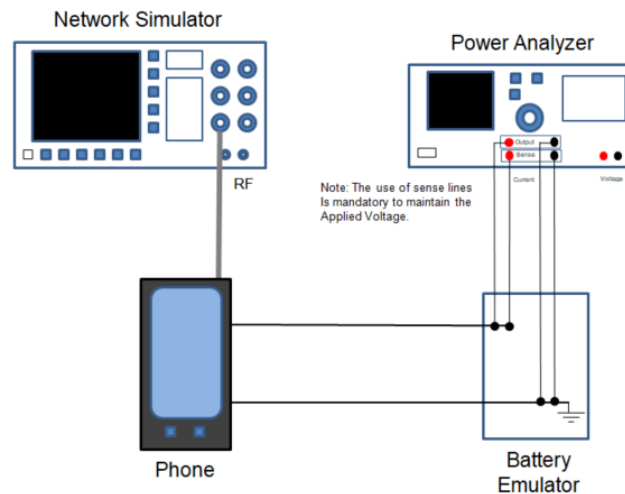 Network Simulator
Power Analyzer
Output
Sense
RF
Current
Voltage
Note: The use of sense lines
Is mandatory to maintain the
Applied Voltage.
Phone
Battery
Emulator